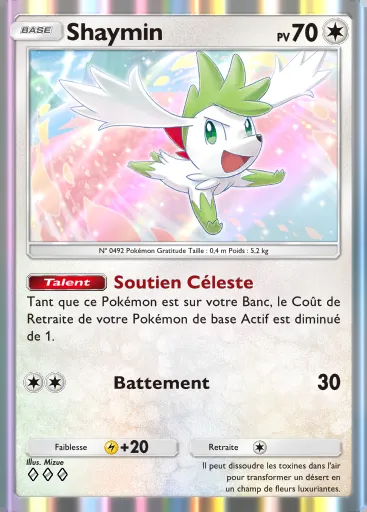 BASE Shaymin PV 70
N° 0492 Pokémon Gratitude Taille : 0,4 m Poids : 5,2 kg
Talent Soutien Céleste
Tant que ce Pokémon est sur votre Banc, le Coût de
Retraite de votre Pokémon de base Actif est diminué
de 1.
Battement 30
Faiblesse +20 Retraite
Illus. Mizue
Il peut dissoudre les toxines dans l'air
pour transformer un désert en
un champ de fleurs luxuriantes.